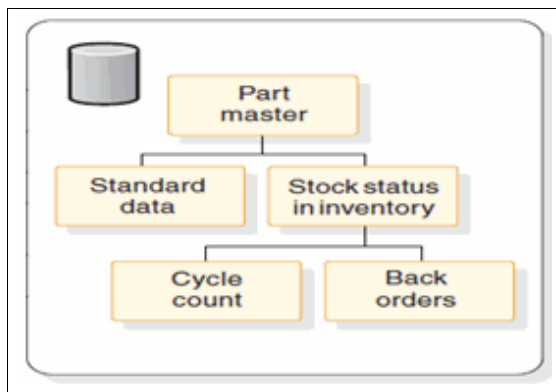 Part
master
Standard
data
Stock status
in inventory
Cycle
count
Back
orders